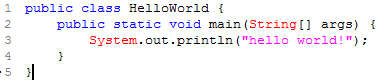 1 public class HelloWorld {
2     public static void main(String[] args) {
3         System.out.println("hello world!");
4     }
5 }